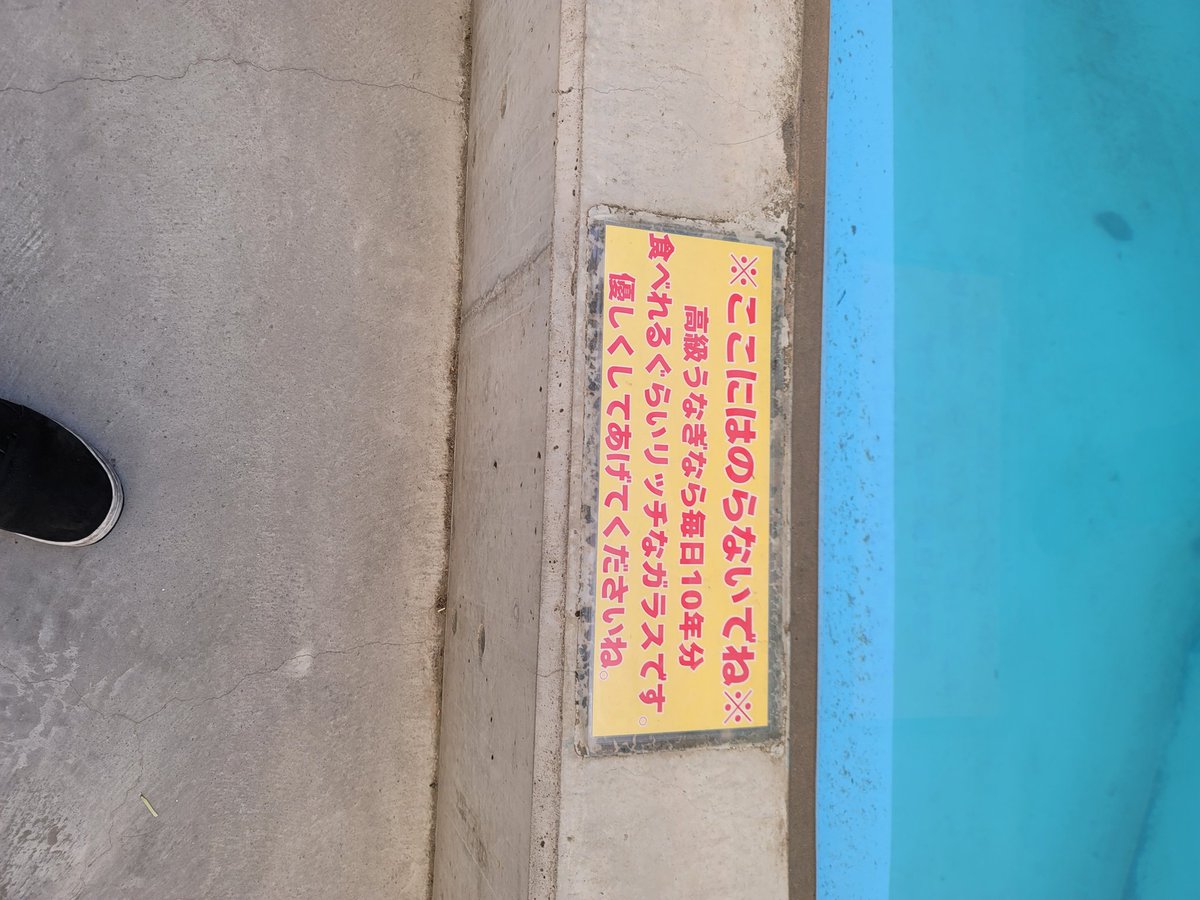 ※ここにはのらないでね※
高級うなぎなら毎日10年分
食べれるぐらいリッチなガラスです。
優しくしてあげてくださいね。